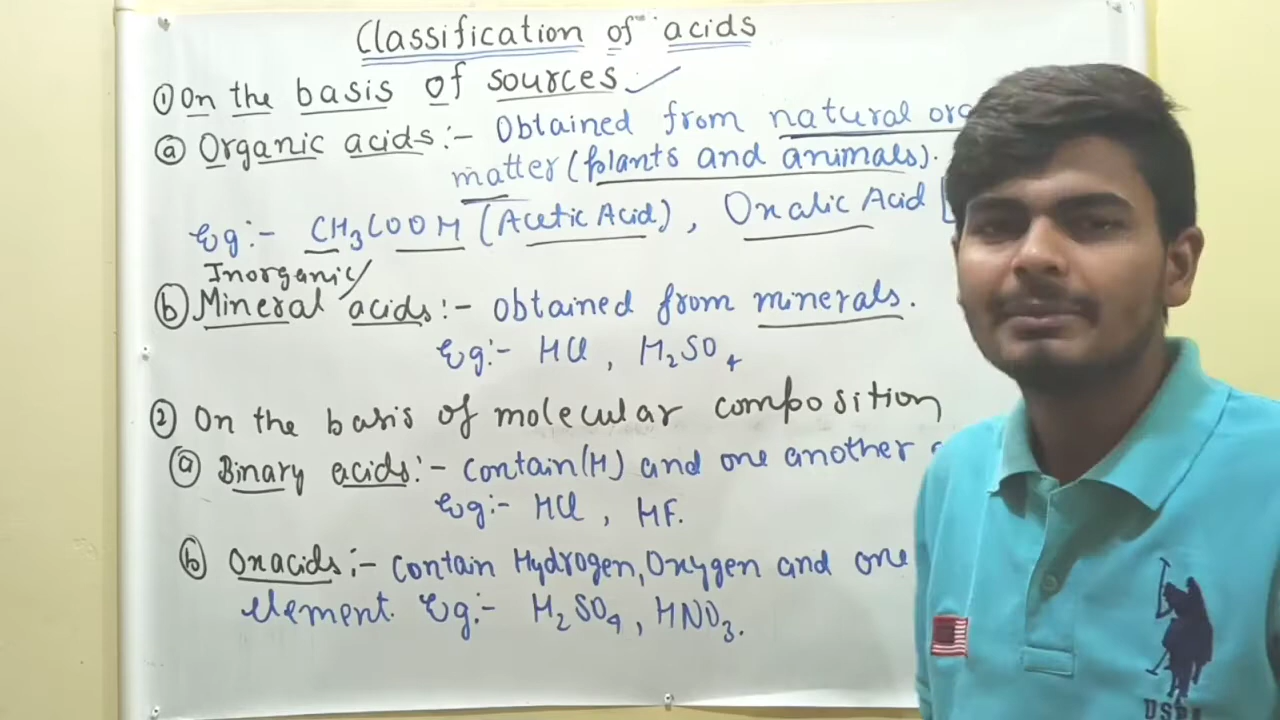 Classification of acids
① On the basis of sources ✓
ⓐ Organic acids:- Obtained from natural org
matter (plants and animals).
Eg:- CH₃COOH (Acetic Acid), Oxalic Acid [
Inorganic/
ⓑ Mineral acids:- obtained from minerals.
Eg:- HCl, H₂SO₄
② On the basis of molecular composition
ⓐ Binary acids:- contain (H) and one another
Eg:- HCl, HF.
ⓑ Oxacids:- contain Hydrogen, Oxygen and one
element. Eg:- H₂SO₄, HNO₃.